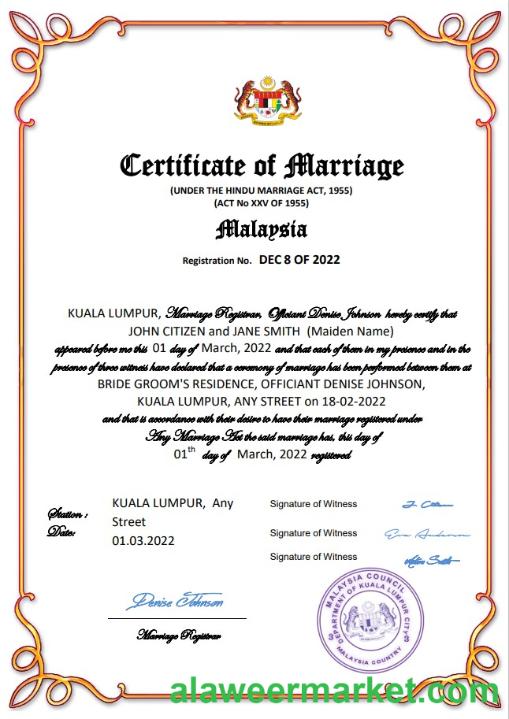 Certificate of Marriage
(UNDER THE HINDU MARRIAGE ACT, 1955)
(ACT No XXV OF 1955)
Malaysia
Registration No. DEC 8 OF 2022
KUALA LUMPUR, Marriage Registrar, Officiant Denise Johnson hereby certify that
JOHN CITIZEN and JANE SMITH (Maiden Name)
appeared before me this 01 day of March, 2022 and that each of them in my presence and in the
presence of three witness have declared that a ceremony of marriage has been performed between them at
BRIDE GROOM'S RESIDENCE, OFFICIANT DENISE JOHNSON,
KUALA LUMPUR, ANY STREET on 18-02-2022
and that is accordance with their desire to have their marriage registered under
Any Marriage Act the said marriage has, this day of
01th day of March, 2022 registered
Station : KUALA LUMPUR, Any
Street
Date: 01.03.2022
Signature of Witness
Signature of Witness Eva Anderson
Signature of Witness
Denise Johnson
Marriage Registrar
MALAYSIA COUNCIL
DEPARTMENT OF KUALA LUMPUR CITY
MALAYSIA COUNTRY
alaweermarket.com